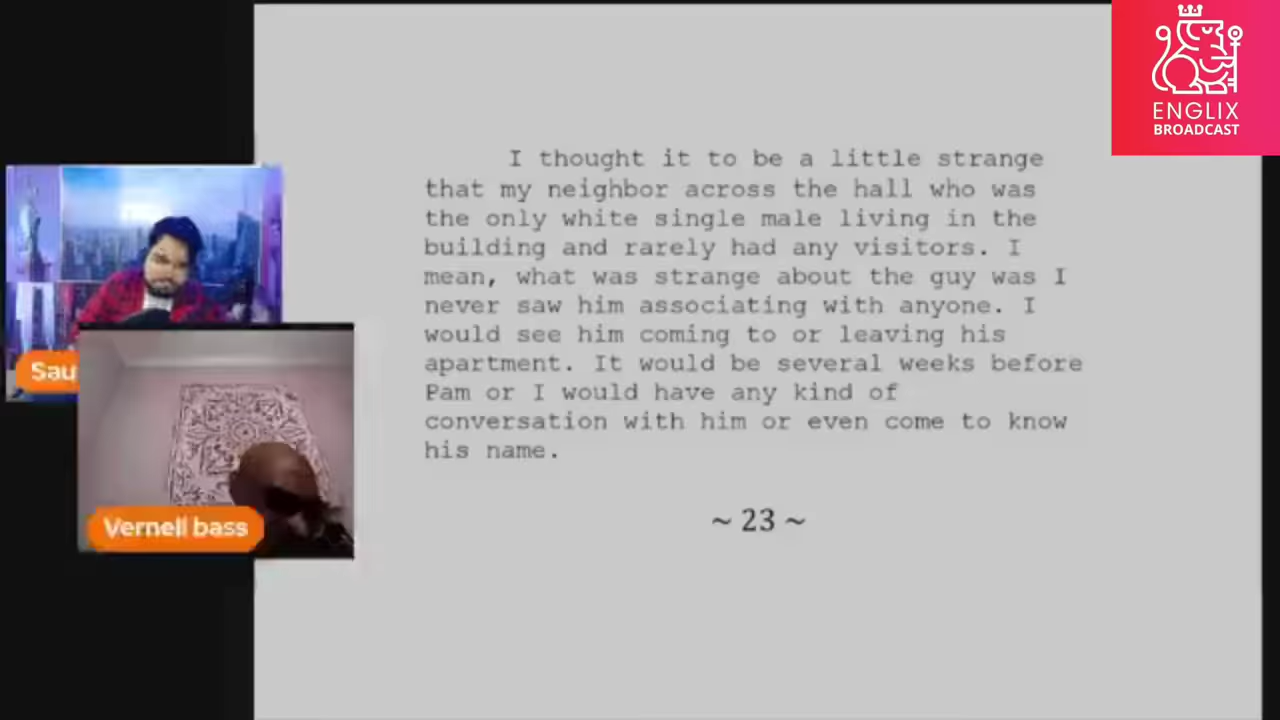 ENGLIX
BROADCAST
I thought it to be a little strange
that my neighbor across the hall who was
the only white single male living in the
building and rarely had any visitors. I
mean, what was strange about the guy was I
never saw him associating with anyone. I
would see him coming to or leaving his
apartment. It would be several weeks before
Pam or I would have any kind of
conversation with him or even come to know
his name.
~ 23 ~
Sau
Vernell bass